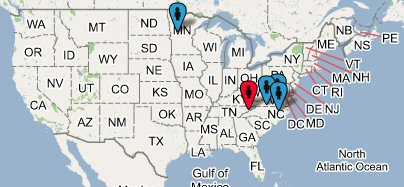 NB
PE
WA
MT
ND
MN
ME
NS
OR
ID
SD
WI
MI
VT
NH
WY
NY
MA
NV
UT
NE
IA
IL
IN
OH
PA
CT
RI
CA
CO
KS
MO
KY
DE
NJ
AZ
NM
OK
AR
TN
NC
DC
MD
TX
MS
AL
SC
LA
GA
FL
North
Atlantic Ocean
Gulf of
Mexico